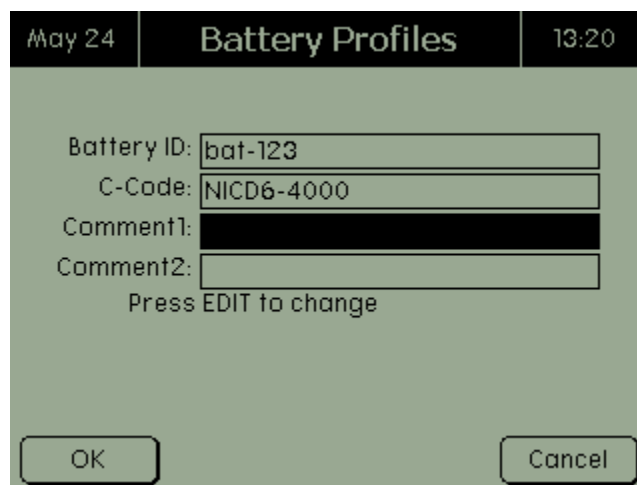 May 24 Battery Profiles 13:20
Battery ID: bat-123
C-Code: NICD6-4000
Comment1:
Comment2:
Press EDIT to change
OK Cancel